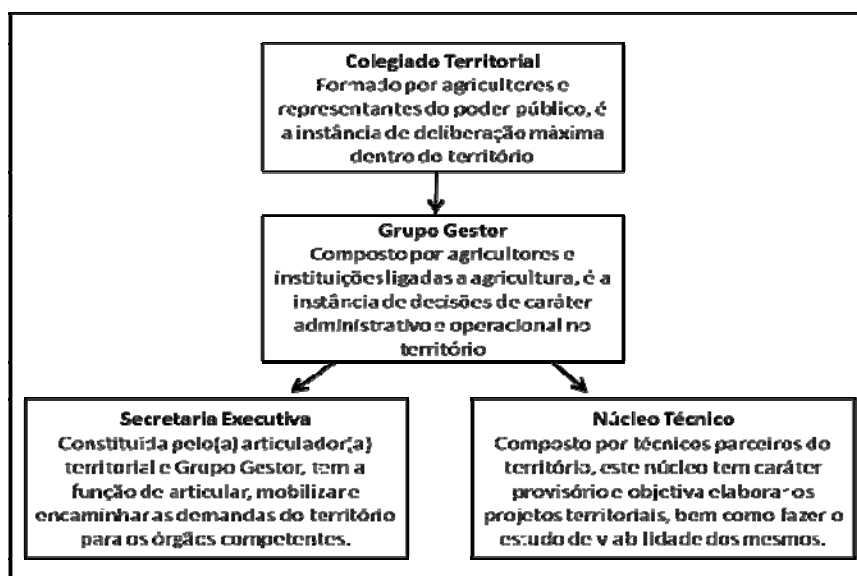 Colegiado Territorial
Formado por agricultores e
representantes do poder público, é
a instância de deliberação máxima
dentro do território
Grupo Gestor
Composto por agricultores e
instituições ligadas a agricultura, é a
instância de decisões de caráter
administrativo e operacional no
território
Secretaria Executiva
Constituída pelo(a) articulador(a)
territorial e Grupo Gestor, tem a
função de articular, mobilizar e
encaminhar as demandas do território
para os órgãos competentes.
Núcleo Técnico
Composto por técnicos parceiros do
território, este núcleo tem caráter
provisório e objetiva elaborar os
projetos territoriais, bem como fazer o
estudo de viabilidade dos mesmos.